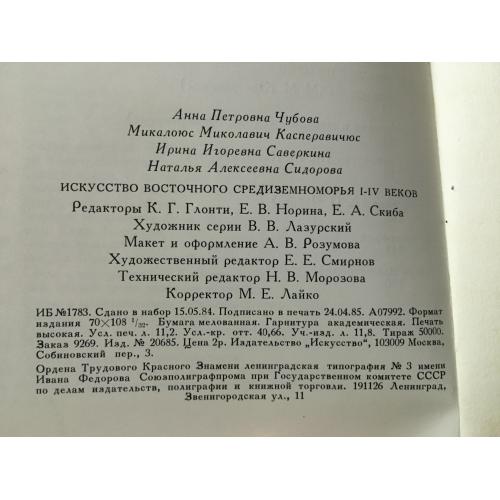 Анна Петровна Чубова
Микалоюс Миколавич Касперавичюс
Ирина Игоревна Саверкина
Наталья Алексеевна Сидорова
ИСКУССТВО ВОСТОЧНОГО СРЕДИЗЕМНОМОРЬЯ I-IV ВЕКОВ
Редакторы К. Г. Глонти, Е. В. Норина, Е. А. Скиба
Художник серии В. В. Лазурский
Макет и оформление А. В. Розумова
Художественный редактор Е. Е. Смирнов
Технический редактор Н. В. Морозова
Корректор М. Е. Лайко
ИБ №1783. Сдано в набор 15.05.84. Подписано в печать 24.04.85. А07992. Формат
издания 70×108 1/32. Бумага мелованная. Гарнитура академическая. Печать
высокая. Усл. печ. л. 11,2. Усл.-кр. отт. 40,66. Уч.-изд. л. 11,8. Тираж 50000.
Заказ 9269. Изд. № 20685. Цена 2р. Издательство „Искусство", 103009 Москва,
Собиновский пер., 3.
Ордена Трудового Красного Знамени ленинградская типография № 3 имени
Ивана Федорова Союзполиграфпрома при Государственном комитете СССР
по делам издательств, полиграфии и книжной торговли. 191126 Ленинград,
Звенигородская ул., 11